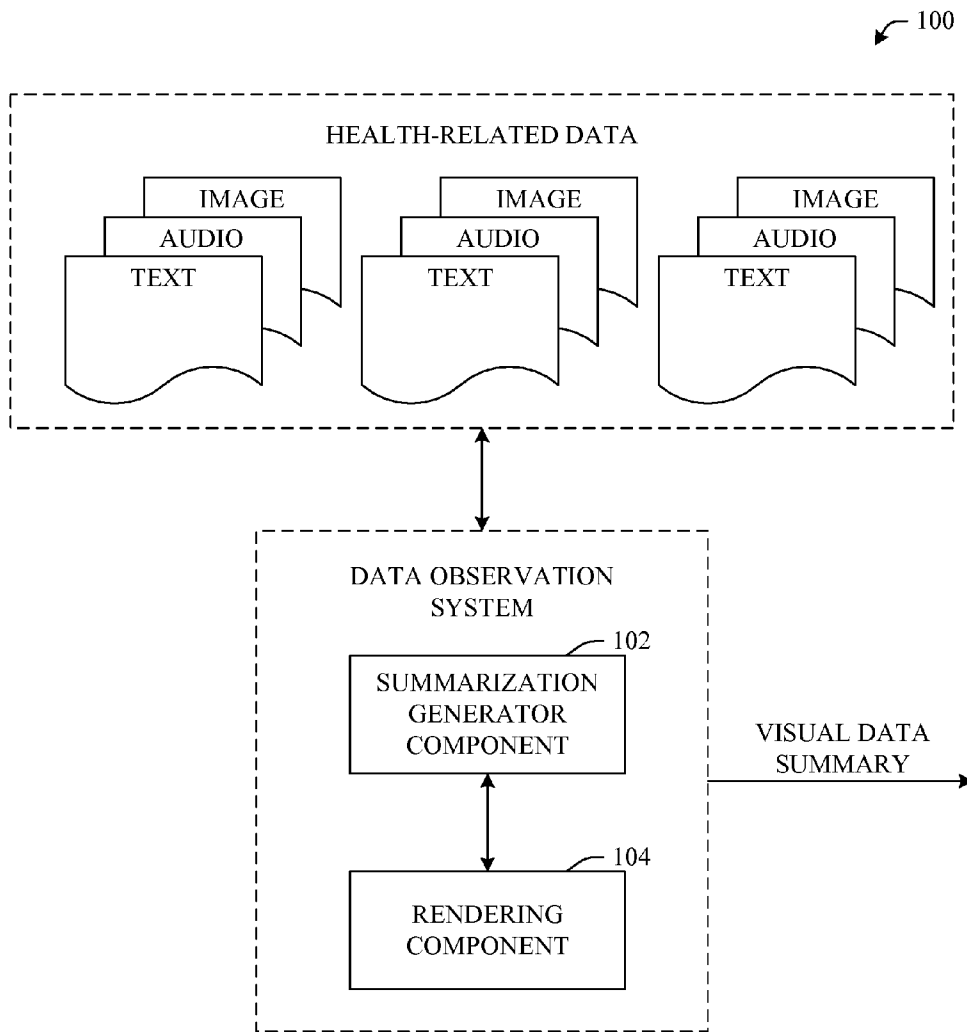 100
HEALTH-RELATED DATA
IMAGE
AUDIO
TEXT
IMAGE
AUDIO
TEXT
IMAGE
AUDIO
TEXT
DATA OBSERVATION
SYSTEM
102
SUMMARIZATION
GENERATOR
COMPONENT
VISUAL DATA
SUMMARY
104
RENDERING
COMPONENT